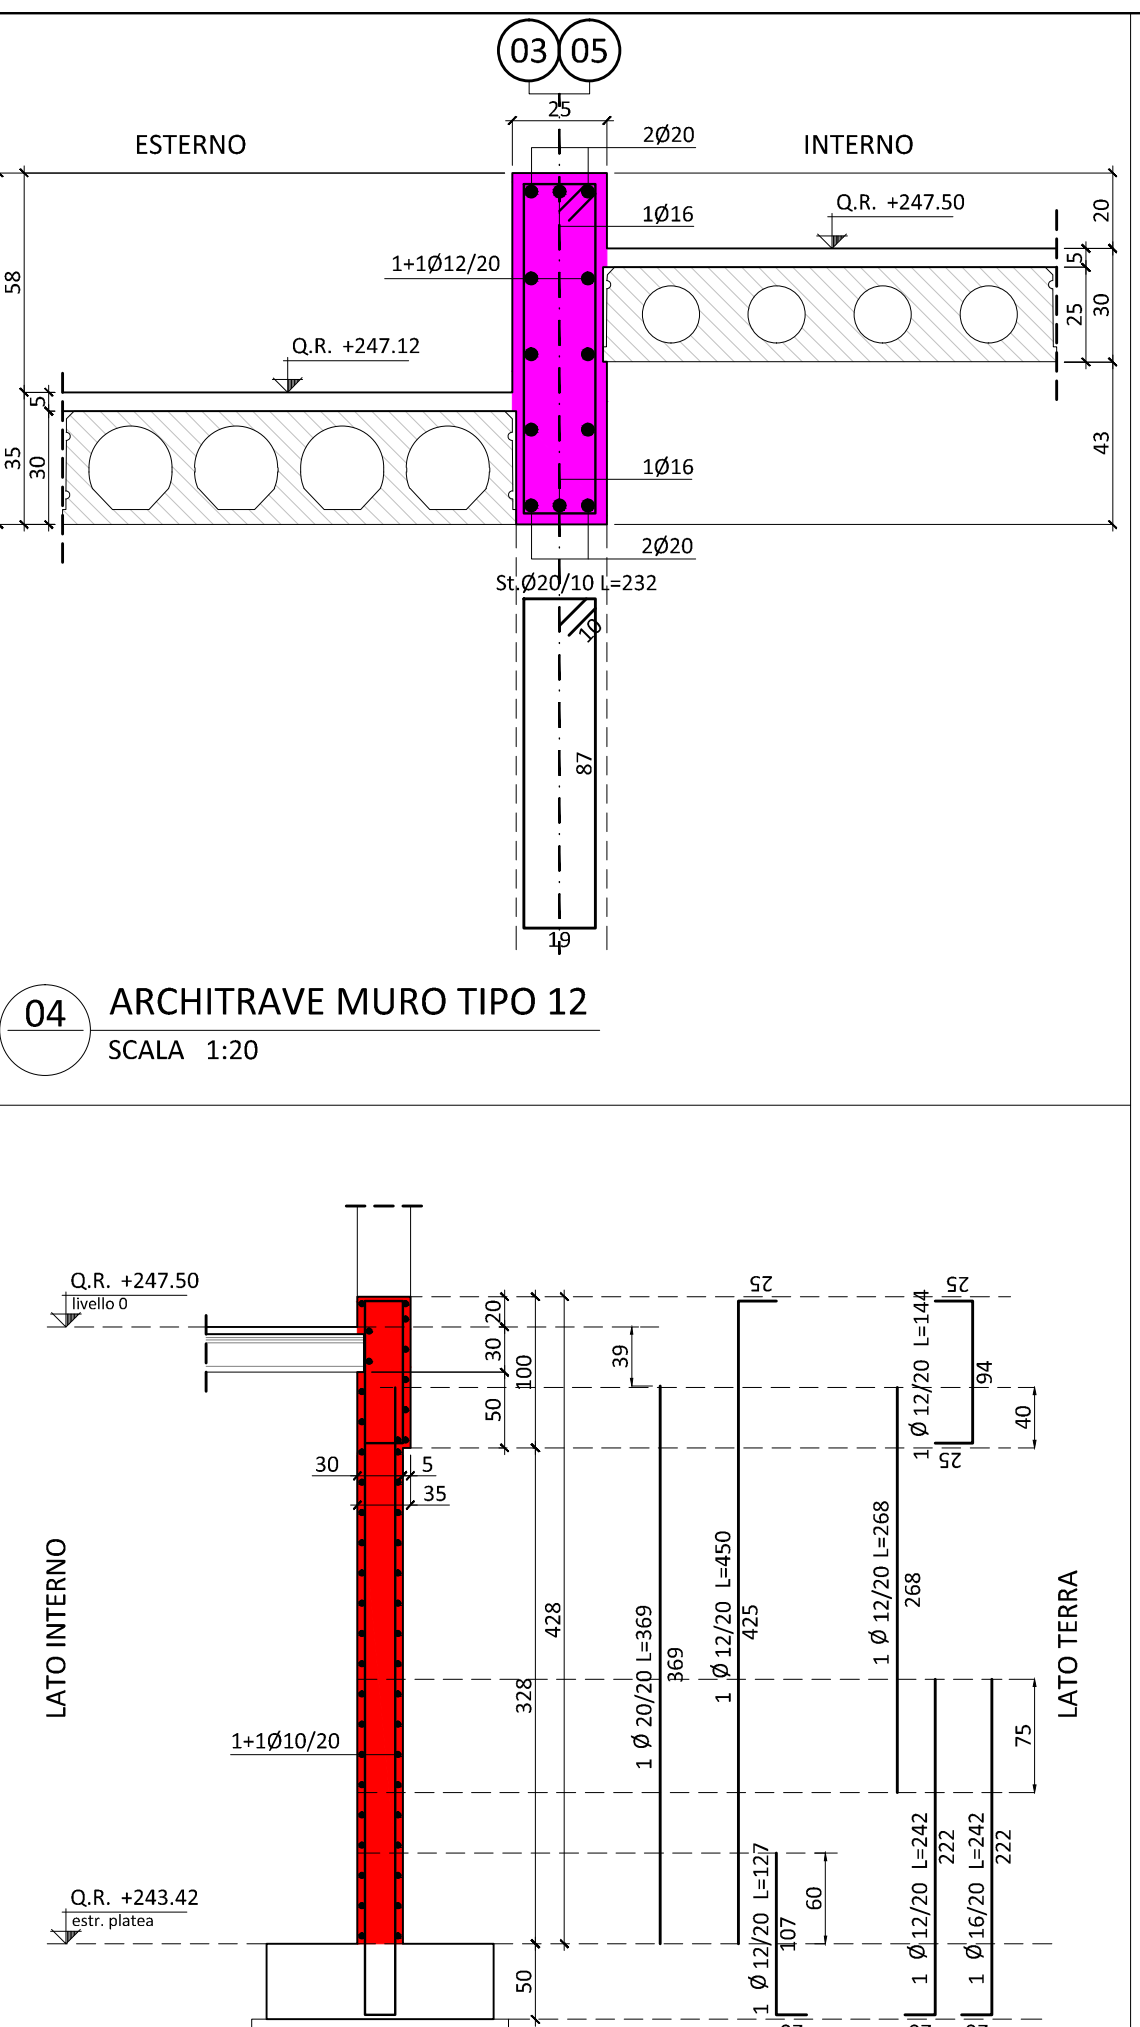 03 05
25
ESTERNO
INTERNO
2Ø20
1Ø16
1+1Ø12/20
Q.R. +247.50
20
5
30
25
43
58
Q.R. +247.12
5
35
30
1Ø16
2Ø20
St.Ø20/10 L=232
10
87
19
04
ARCHITRAVE MURO TIPO 12
SCALA 1:20
Q.R. +247.50
livello 0
20
30
50
100
39
25
25
1 Ø 12/20 L=144
94
25
40
30
5
35
LATO INTERNO
428
328
1 Ø 20/20 L=369
369
1 Ø 12/20 L=450
425
1 Ø 12/20 L=268
268
LATO TERRA
75
1+1Ø10/20
1 Ø 12/20 L=127
107
60
1 Ø 12/20 L=242
222
1 Ø 16/20 L=242
222
Q.R. +243.42
estr. platea
50